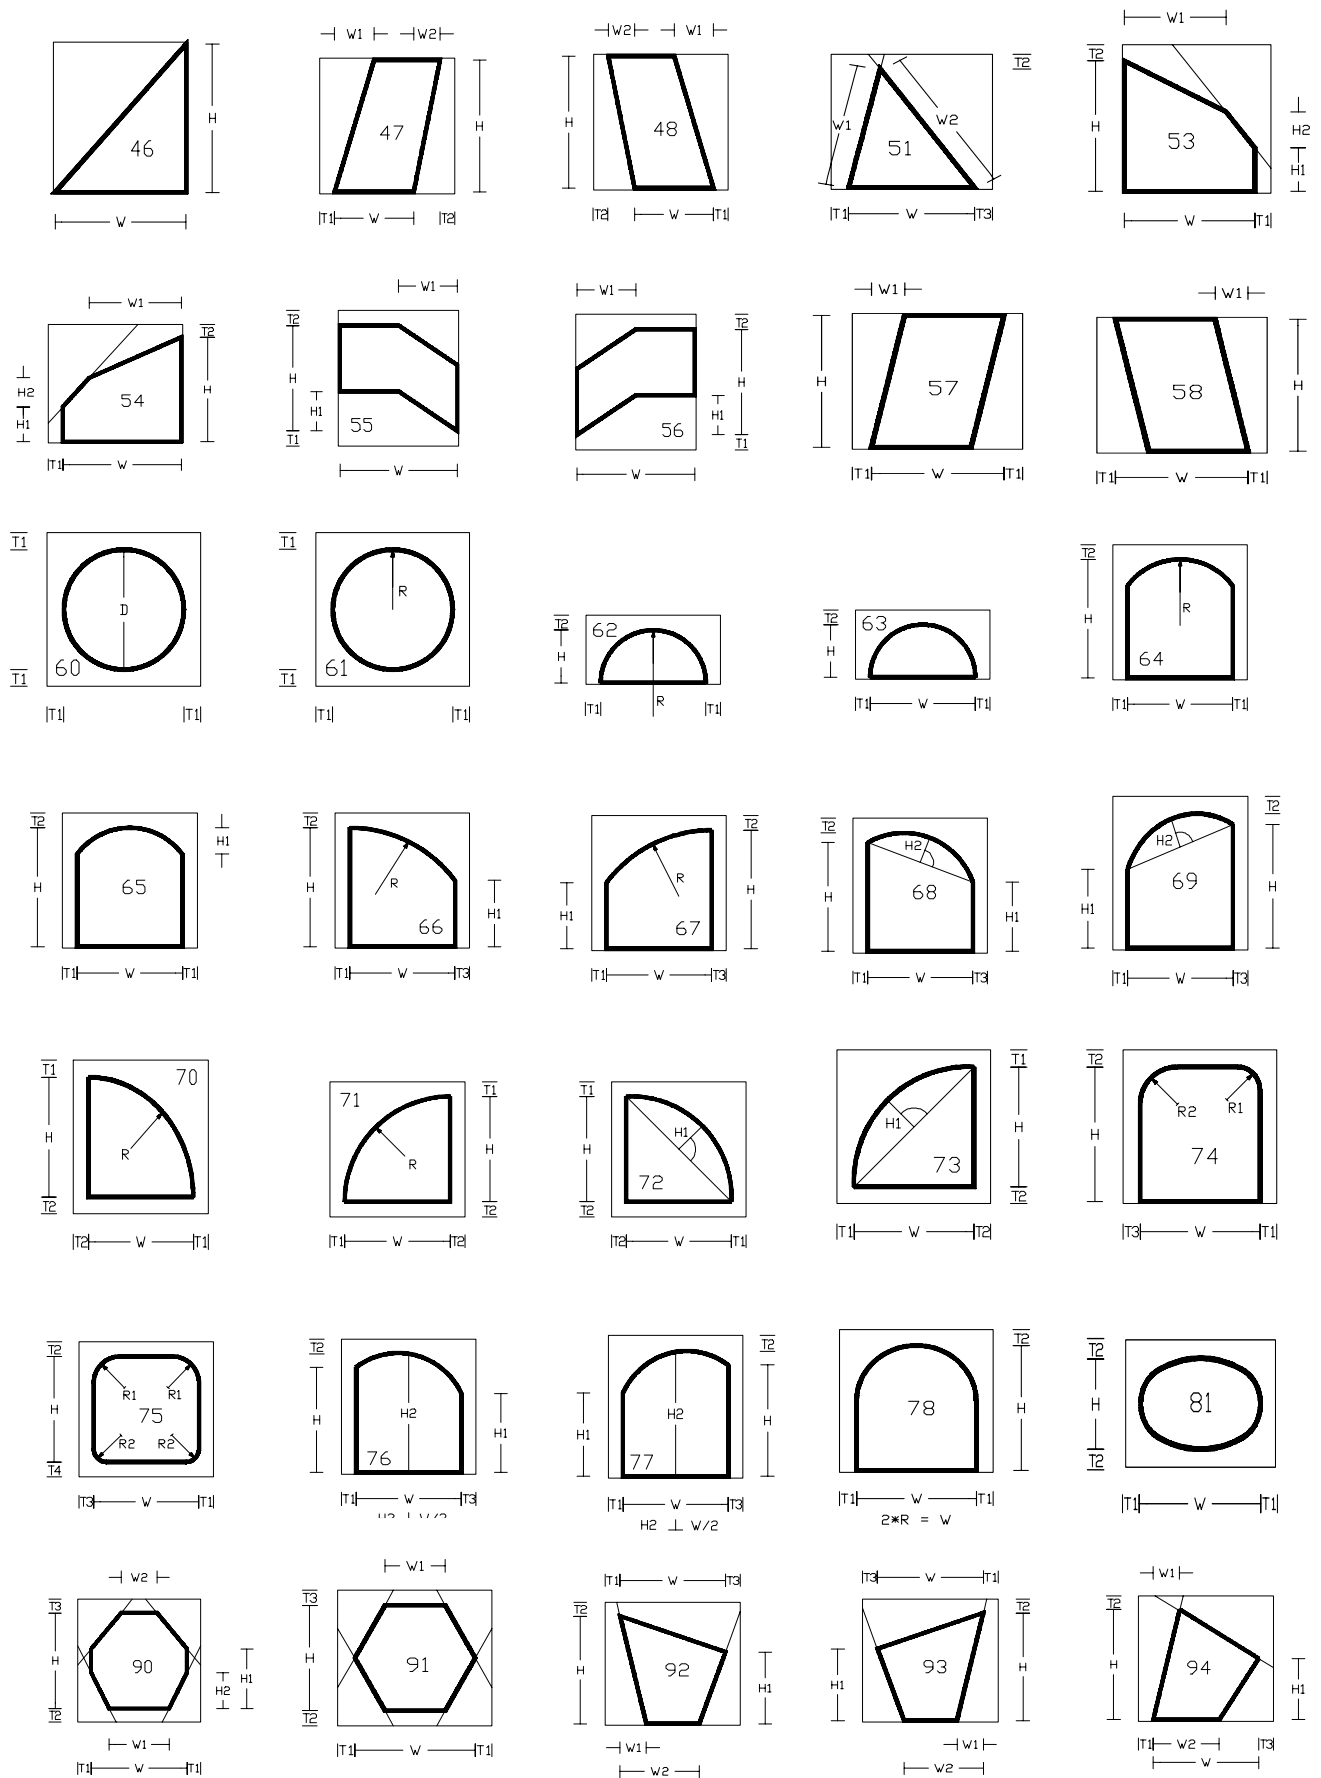 46
H
W
W1 W2
47
H
T1 W T2
W2 W1
48
H
T2 W T1
T2
W1
W2
51
T1 W T3
W1
T2
H
53
H2
H1
W T1
W1
T2
H
H2
H1
54
T1 W
W1
T2
H
H1
T1
55
W
W1
T2
H
H1
T1
56
W
W1
H
57
T1 W T1
W1
58
H
T1 W T1
T1
D
60
T1
T1 T1
T1
R
61
T1
T1 T1
T2
62
H
R
T1 T1
T2
63
H
T1 W T1
T2
H
R
64
T1 W T1
T2
H1
H
65
T1 W T1
T2
H
R
H1
66
T1 W T3
T2
R
H
H1
67
T1 W T3
T2
H2
H
68
H1
T1 W T3
T2
H2
H
69
H1
T1 W T3
T1
70
H
R
T2
T2 W T1
71
T1
H
R
T2
T1 W T2
T1
H
H1
72
T2
T2 W T1
T1
H1
H
73
T2
T1 W T2
T2
R2 R1
H
74
T3 W T1
T2
R1 R1
H
75
R2 R2
T4
T3 W T1
T2
H
H2
H1
76
T1 W T3
T2
H2
H
H1
77
T1 W T3
H2 ⊥ W/2
T2
78
H
T1 W T1
2*R = W
T2
H
81
T2
T1 W T1
W2
T3
H
90
H1
H2
T2
W1
T1 W T1
W1
T3
H
91
T2
T1 W T1
T1 W T3
T2
H
92
H1
W1
W2
T3 W T1
T2
93
H
H1
W1
W2
W1
T2
H
94
H1
T1 W2 T3
W